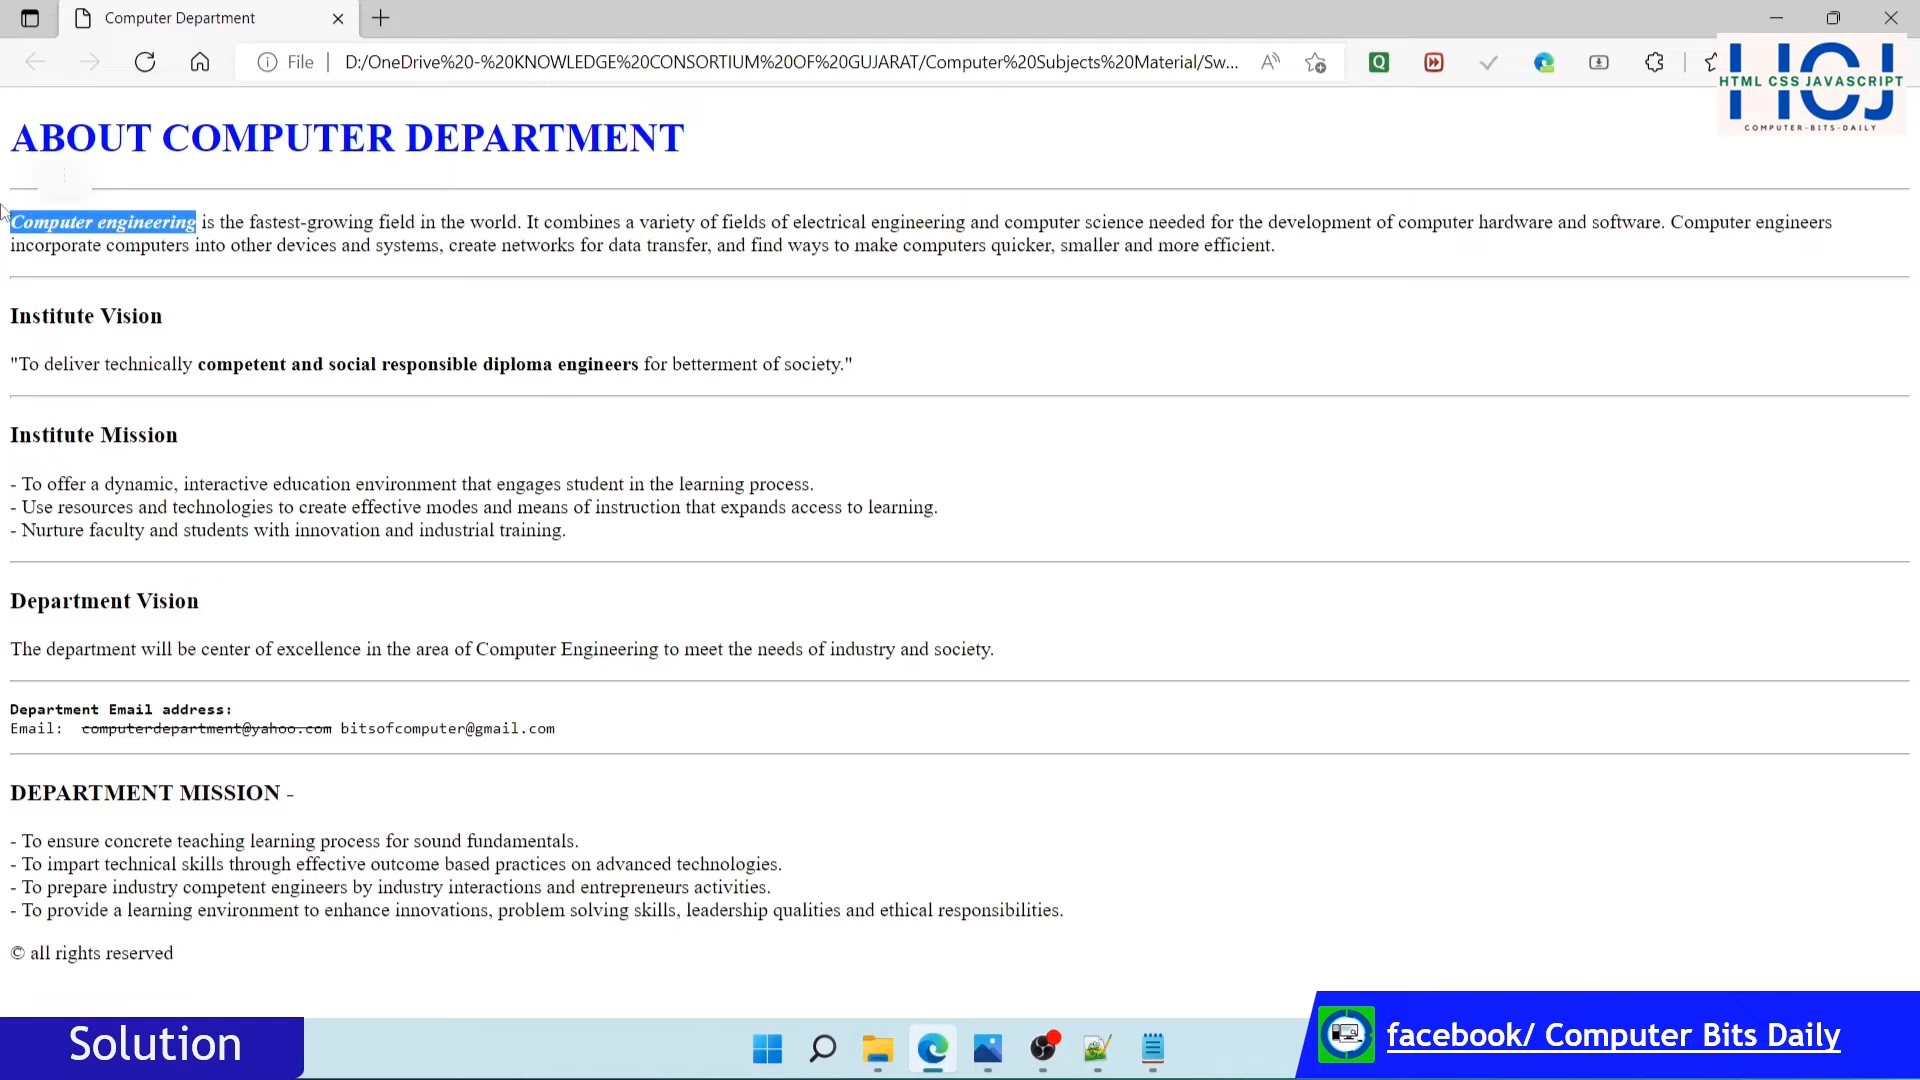 Computer Department
File
D:/OneDrive%20-%20KNOWLEDGE%20CONSORTIUM%20OF%20GUJARAT/Computer%20Subjects%20Material/Sw...
HCJ
HTML CSS JAVASCRIPT
COMPUTER-BITS-DAILY
ABOUT COMPUTER DEPARTMENT
Computer engineering is the fastest-growing field in the world. It combines a variety of fields of electrical engineering and computer science needed for the development of computer hardware and software. Computer engineers
incorporate computers into other devices and systems, create networks for data transfer, and find ways to make computers quicker, smaller and more efficient.
Institute Vision
"To deliver technically competent and social responsible diploma engineers for betterment of society."
Institute Mission
- To offer a dynamic, interactive education environment that engages student in the learning process.
- Use resources and technologies to create effective modes and means of instruction that expands access to learning.
- Nurture faculty and students with innovation and industrial training.
Department Vision
The department will be center of excellence in the area of Computer Engineering to meet the needs of industry and society.
Department Email address:
Email: computerdepartment@yahoo.com bitsofcomputer@gmail.com
DEPARTMENT MISSION -
- To ensure concrete teaching learning process for sound fundamentals.
- To impart technical skills through effective outcome based practices on advanced technologies.
- To prepare industry competent engineers by industry interactions and entrepreneurs activities.
- To provide a learning environment to enhance innovations, problem solving skills, leadership qualities and ethical responsibilities.
© all rights reserved
Solution
facebook/ Computer Bits Daily